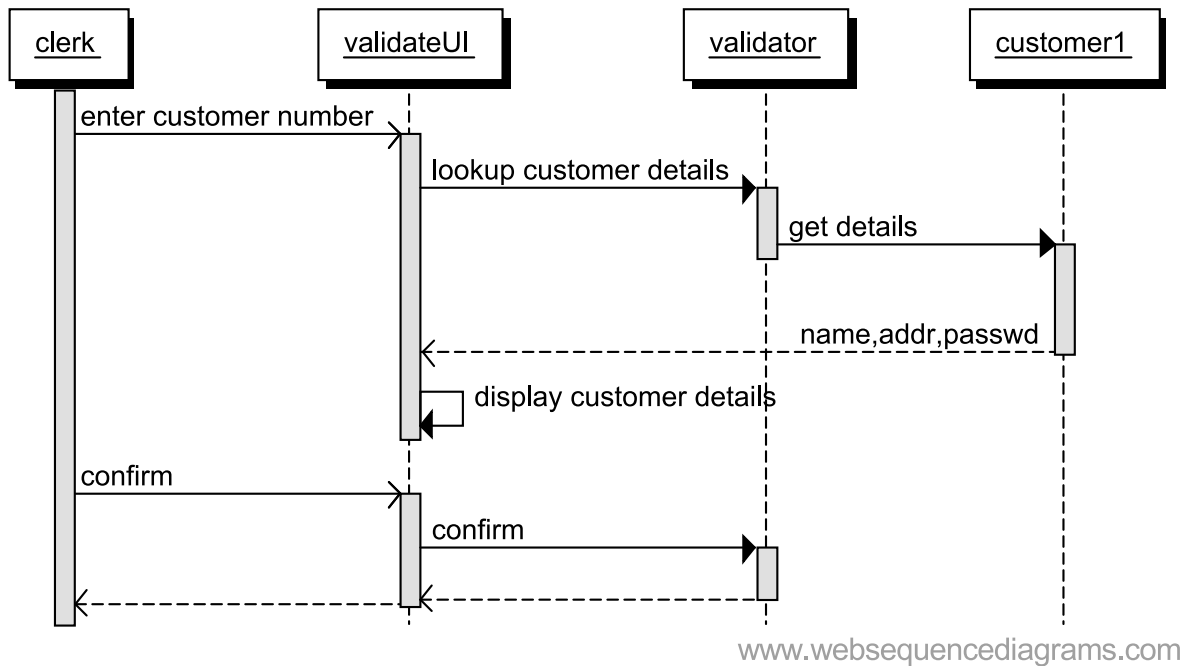 clerk
validateUI
validator
customer1
enter customer number
lookup customer details
get details
name,addr,passwd
display customer details
confirm
confirm
www.websequencediagrams.com